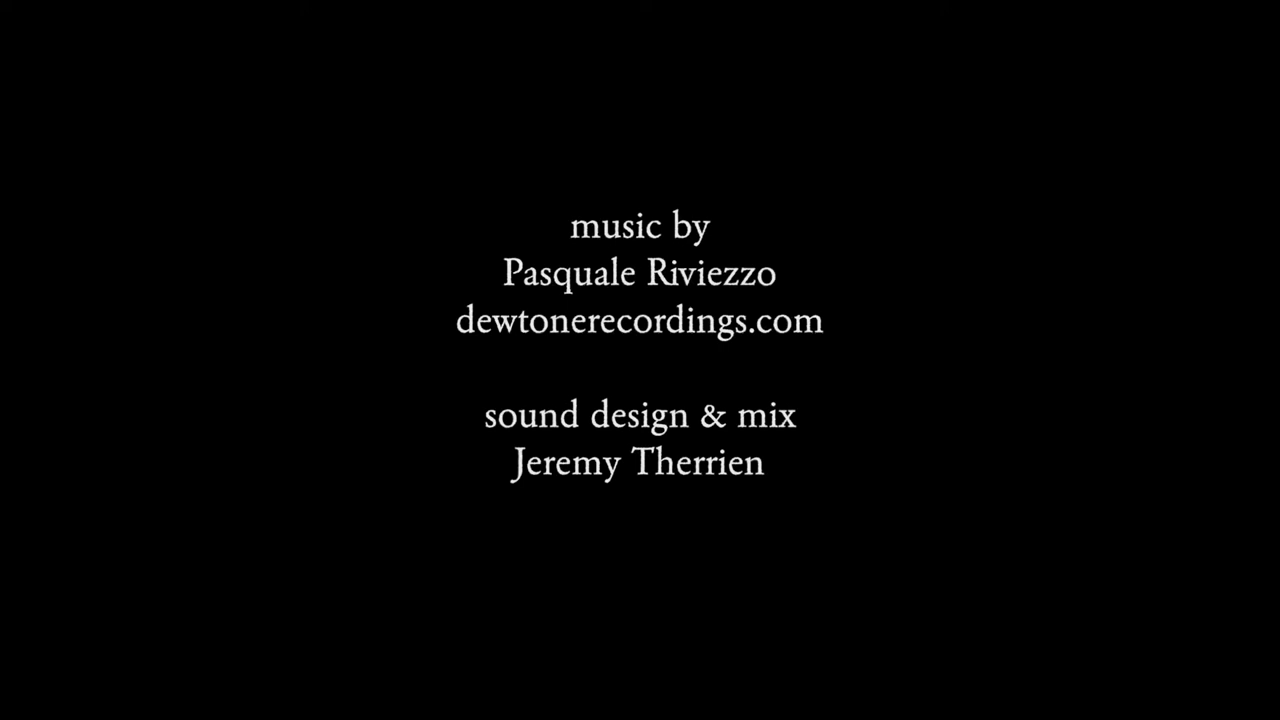 music by
Pasquale Riviezzo
dewtonerecordings.com
sound design & mix
Jeremy Therrien